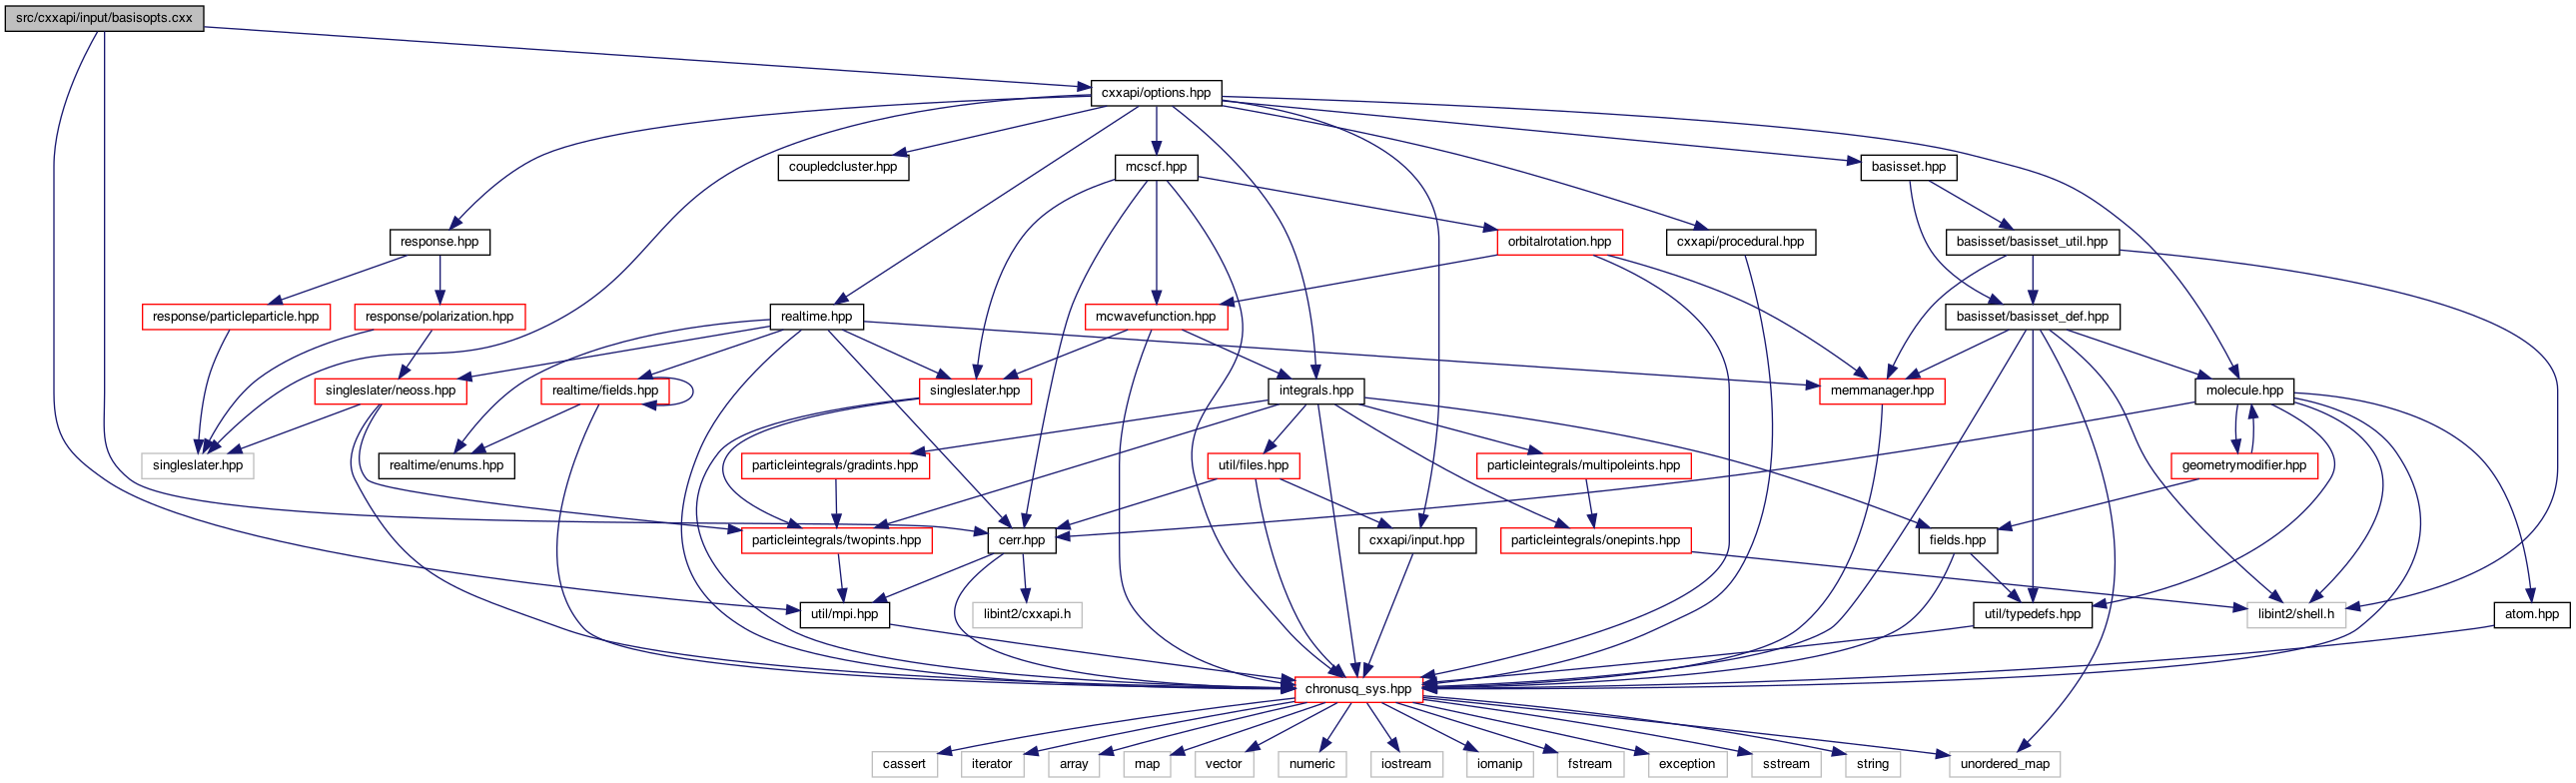 src/cxxapi/input/basisopts.cxx
cxxapi/options.hpp
coupledcluster.hpp
mcscf.hpp
basisset.hpp
response.hpp
orbitalrotation.hpp
cxxapi/procedural.hpp
basisset/basisset_util.hpp
response/particleparticle.hpp
response/polarization.hpp
realtime.hpp
mcwavefunction.hpp
basisset/basisset_def.hpp
singleslater/neoss.hpp
realtime/fields.hpp
singleslater.hpp
integrals.hpp
memmanager.hpp
molecule.hpp
singleslater.hpp
realtime/enums.hpp
particleintegrals/gradints.hpp
util/files.hpp
particleintegrals/multipoleints.hpp
geometrymodifier.hpp
particleintegrals/twopints.hpp
cerr.hpp
cxxapi/input.hpp
particleintegrals/onepints.hpp
fields.hpp
util/mpi.hpp
libint2/cxxapi.h
util/typedefs.hpp
libint2/shell.h
atom.hpp
chronusq_sys.hpp
cassert
iterator
array
map
vector
numeric
iostream
iomanip
fstream
exception
sstream
string
unordered_map